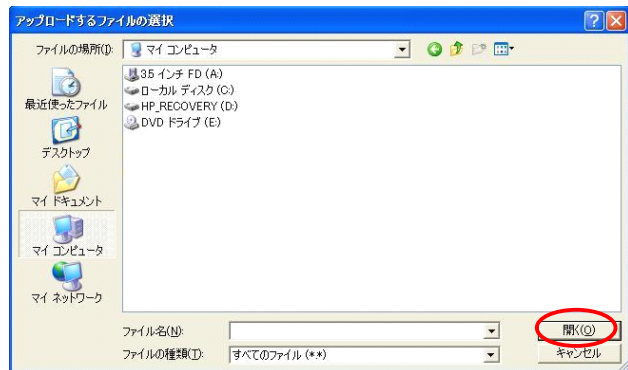 アップロードするファイルの選択
ファイルの場所(I):
マイ コンピュータ
3.5 インチ FD (A:)
ローカル ディスク (C:)
HP_RECOVERY (D:)
DVD ドライブ (E:)
最近使ったファイル
デスクトップ
マイ ドキュメント
マイ コンピュータ
マイ ネットワーク
ファイル名(N):
開く(O)
ファイルの種類(T):
すべてのファイル (*.*)
キャンセル